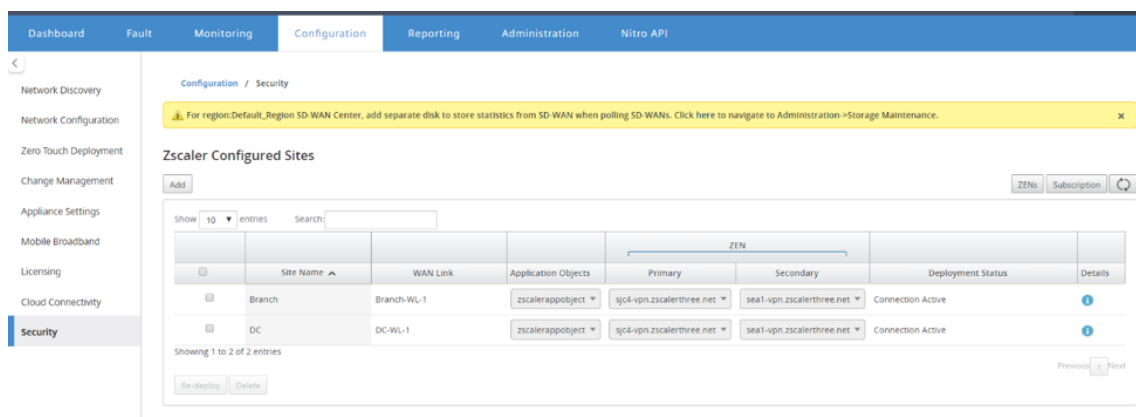 Dashboard Fault Monitoring Configuration Reporting Administration Nitro API
Network Discovery
Network Configuration
Zero Touch Deployment
Change Management
Appliance Settings
Mobile Broadband
Licensing
Cloud Connectivity
Security
Configuration / Security
For region:Default_Region SD-WAN Center, add separate disk to store statistics from SD-WAN when polling SD-WANs. Click here to navigate to Administration->Storage Maintenance.
Zscaler Configured Sites
Add ZENs Subscription
Show 10 entries Search:
ZEN
Site Name WAN Link Application Objects Primary Secondary Deployment Status Details
Branch Branch-WL-1 zscalerappobject sjc4-vpn.zscalerthree.net sea1-vpn.zscalerthree.net Connection Active
DC DC-WL-1 zscalerappobject sjc4-vpn.zscalerthree.net sea1-vpn.zscalerthree.net Connection Active
Showing 1 to 2 of 2 entries
Previous 1 Next
Re-deploy Delete